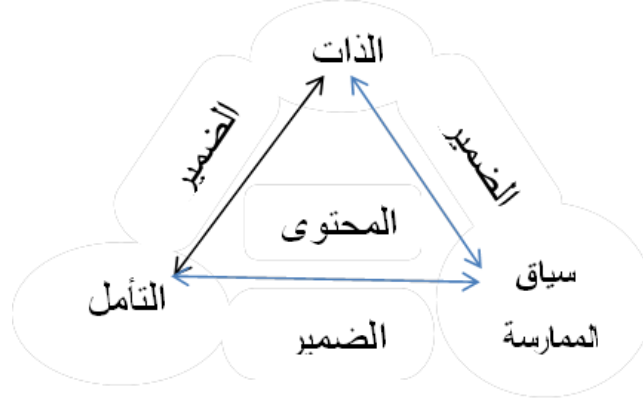 الذات
الضمير
الضمير
المحتوى
سياق
الممارسة
التأمل
الضمير